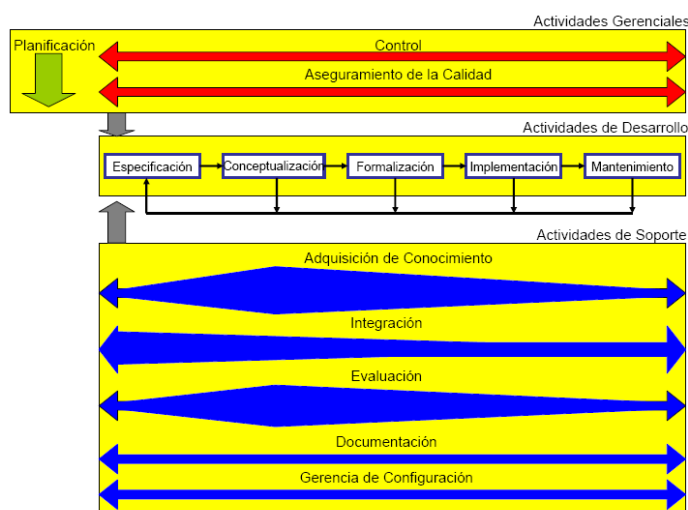 Actividades Gerenciales
Planificación
Control
Aseguramiento de la Calidad
Actividades de Desarrollo
Especificación
Conceptualización
Formalización
Implementación
Mantenimiento
Actividades de Soporte
Adquisición de Conocimiento
Integración
Evaluación
Documentación
Gerencia de Configuración